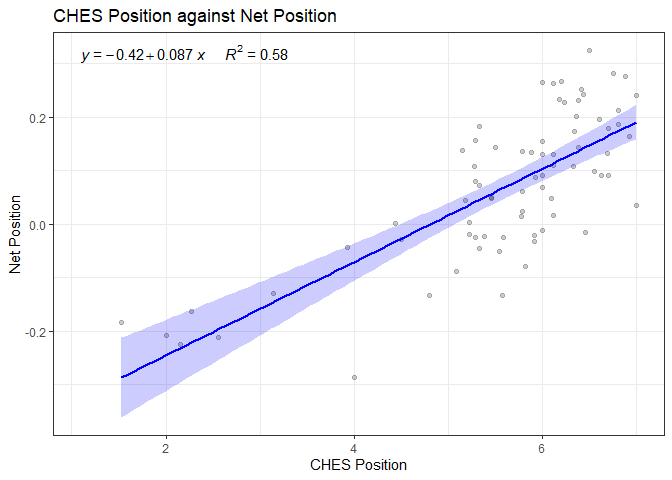 CHES Position against Net Position
y = −0.42 + 0.087 x R² = 0.58
0.2
0.0
-0.2
Net Position
2 4 6
CHES Position